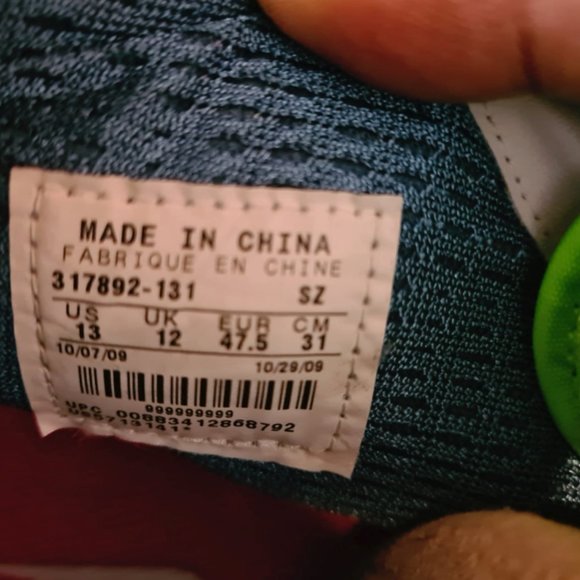 MADE IN CHINA
FABRIQUE EN CHINE
317892-131 SZ
US UK EUR CM
13 12 47.5 31
10/07/09 10/29/09
999999999
UPC 00883412868792